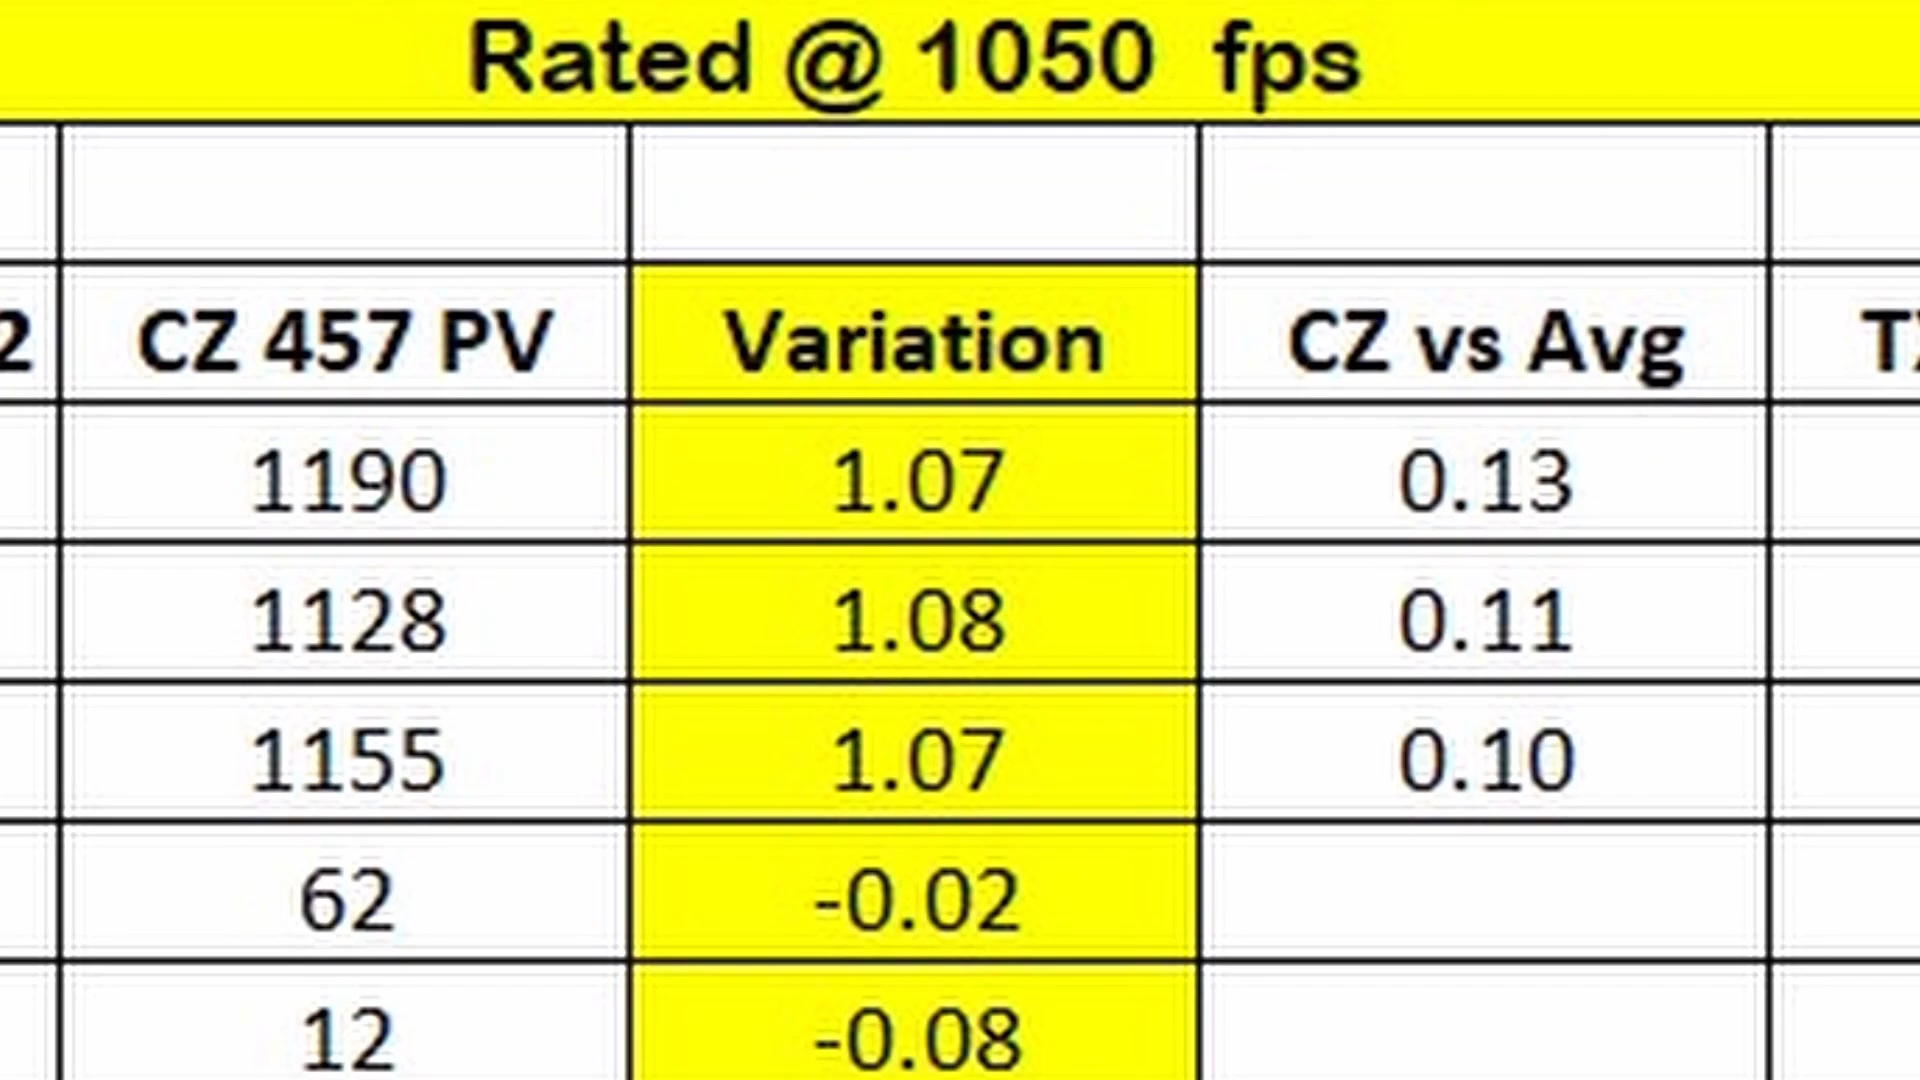 Rated @ 1050 fps
2 CZ 457 PV Variation CZ vs Avg
1190 1.07 0.13
1128 1.08 0.11
1155 1.07 0.10
62 -0.02
12 -0.08